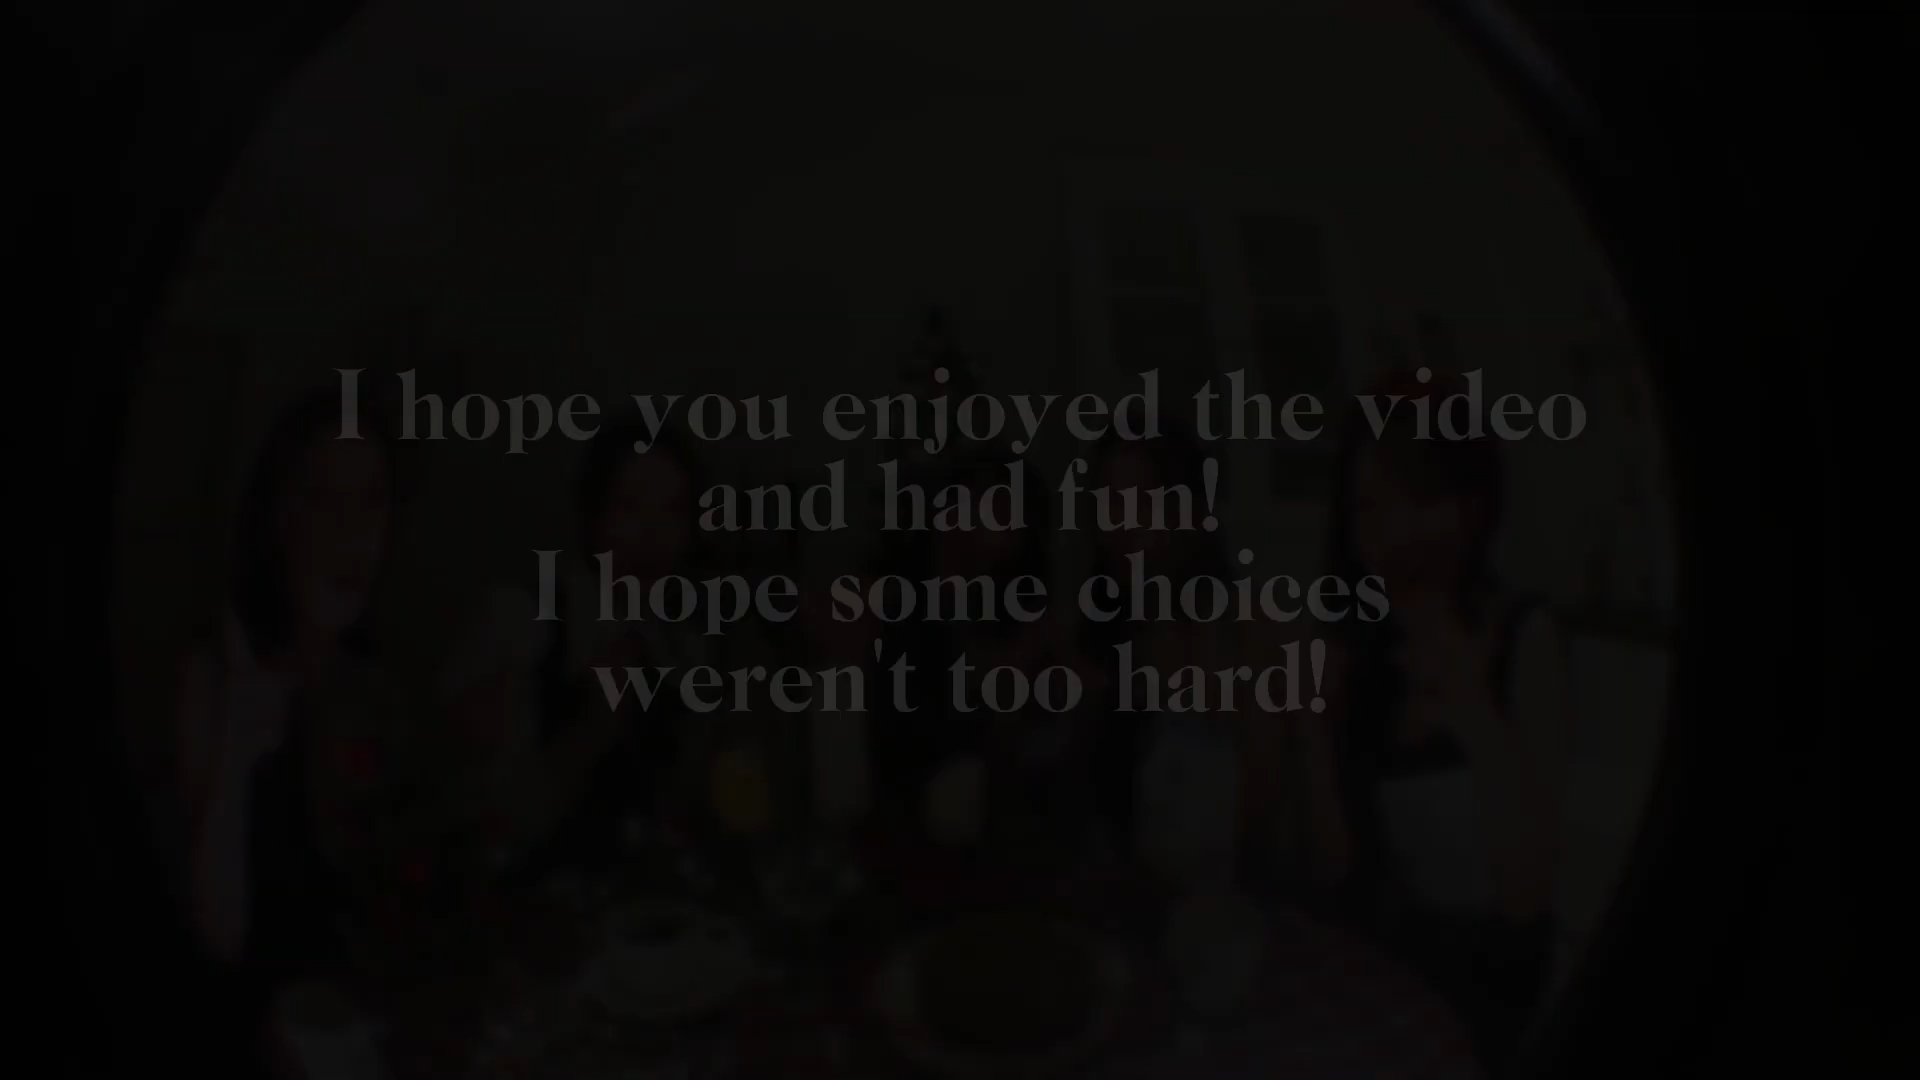 I hope you enjoyed the video
and had fun!
I hope some choices
weren't too hard!